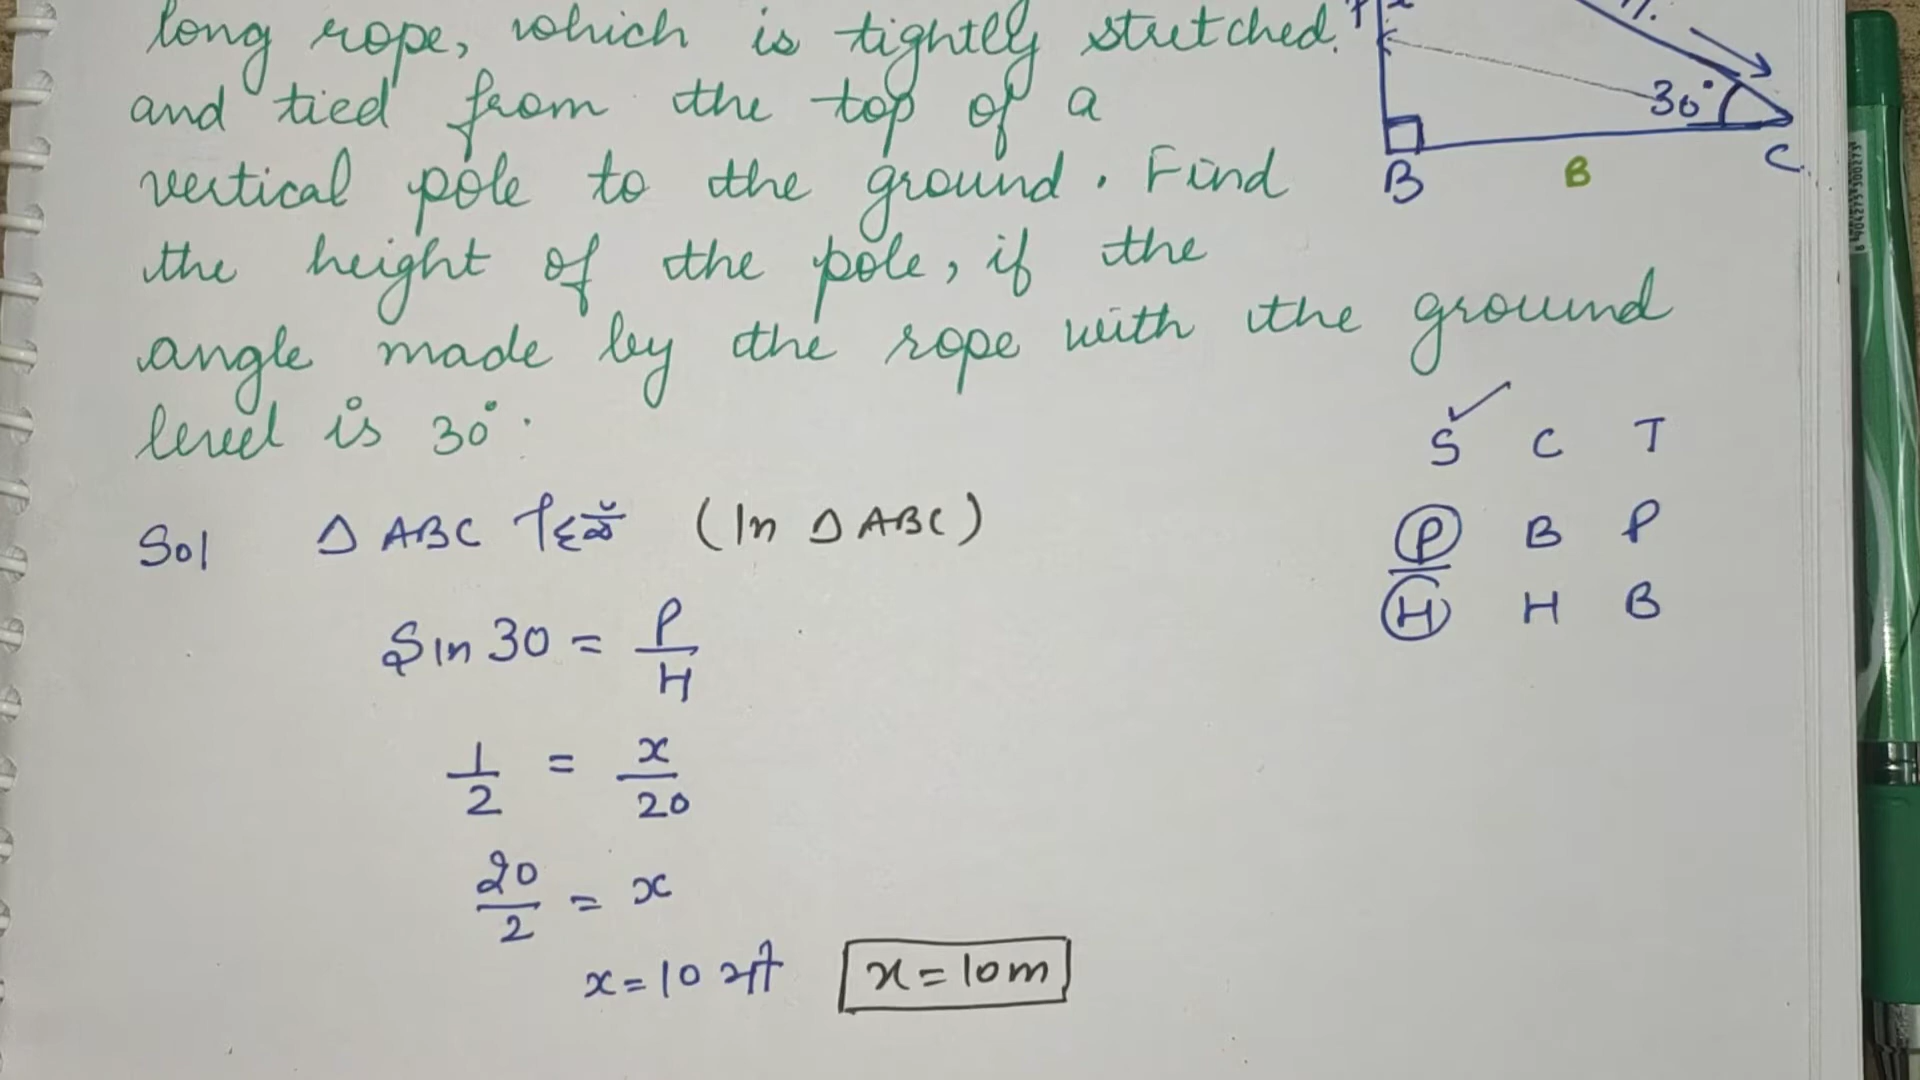 long rope, which is tightly stretched.
and tied from the top of a
vertical pole to the ground. Find
the height of the pole, if the
angle made by the rope with the ground
level is 30°.
30°
B
B
C
S C T
P B P
H H B
Sol Δ ABC ਵਿੱਚ (In Δ ABC)
Sin 30 = P/H
1/2 = x/20
20/2 = x
x = 10 ਮੀ x = 10m